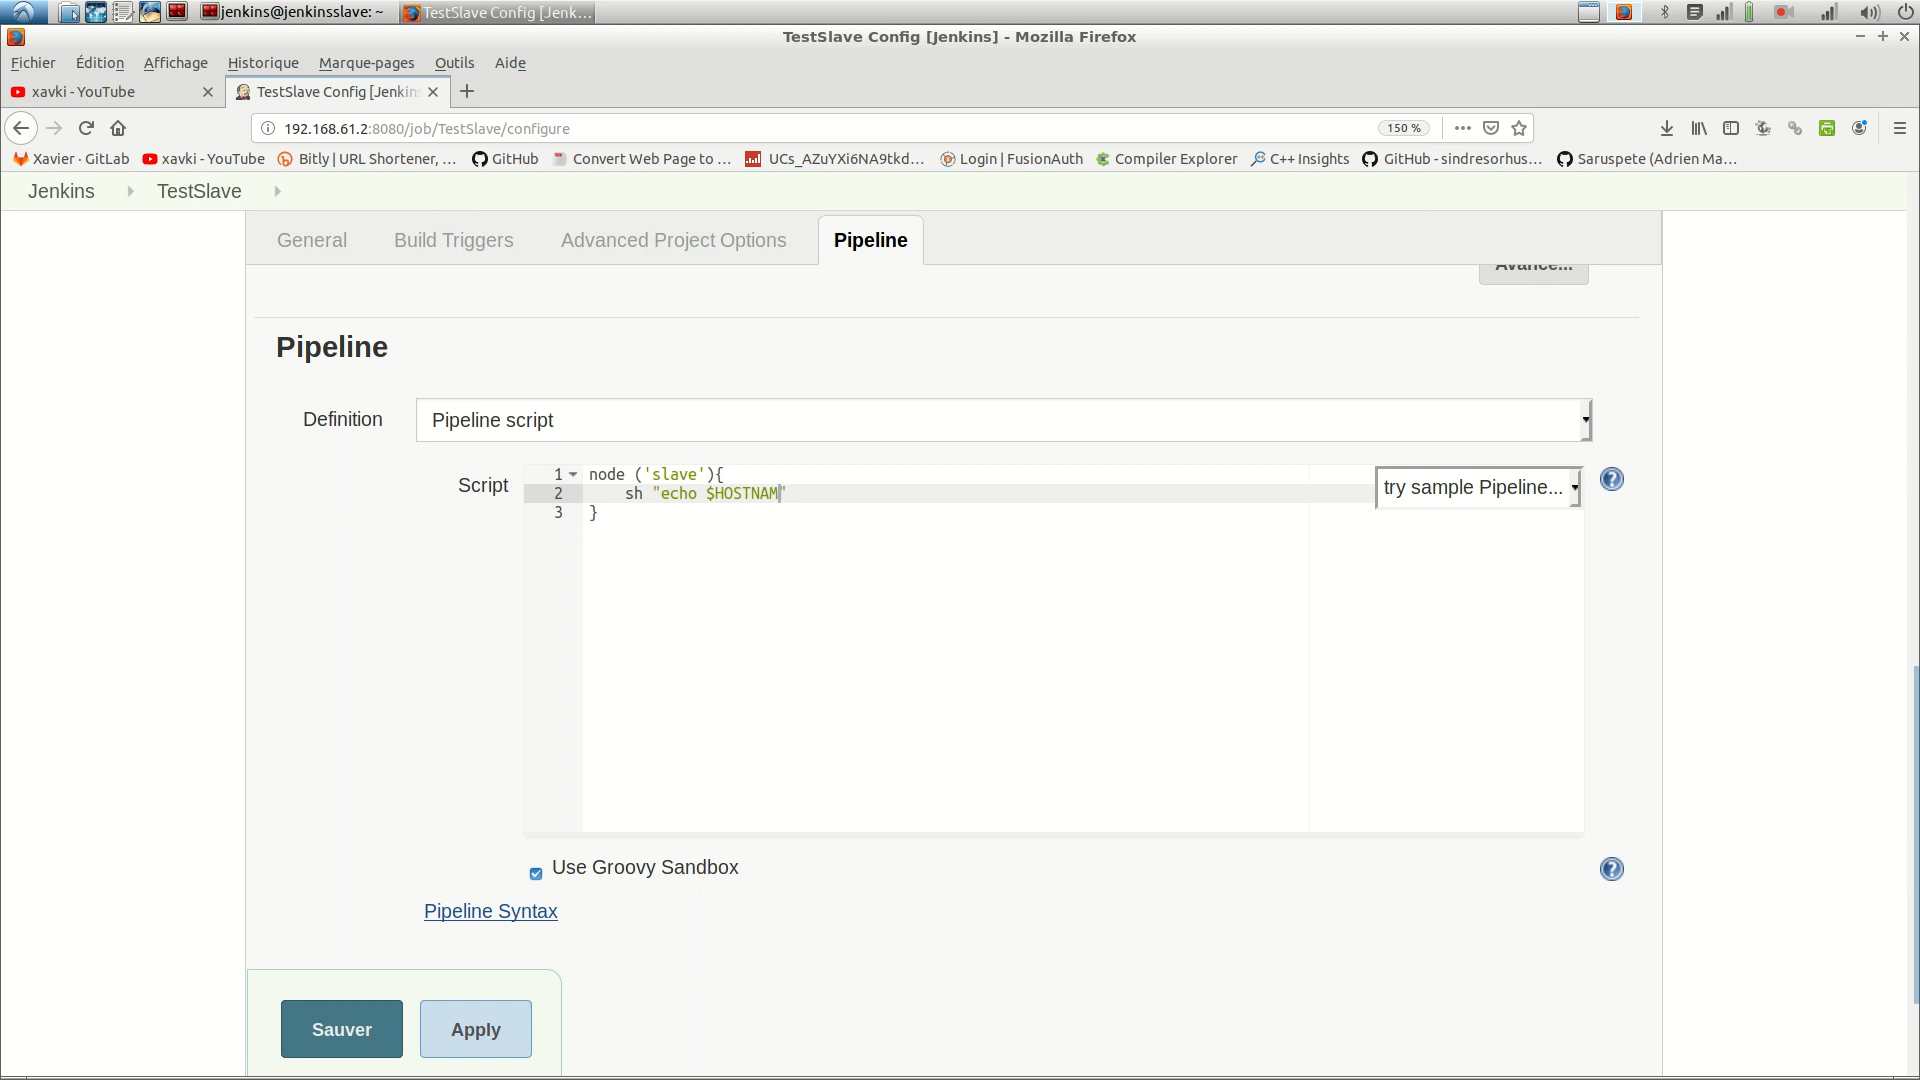 jenkins@jenkinsslave: ~
TestSlave Config [Jenk...
TestSlave Config [Jenkins] - Mozilla Firefox
Fichier Édition Affichage Historique Marque-pages Outils Aide
xavki - YouTube
TestSlave Config [Jenkins
192.168.61.2:8080/job/TestSlave/configure
150 %
Xavier · GitLab
xavki - YouTube
Bitly | URL Shortener, ...
GitHub
Convert Web Page to ...
UCs_AZuYXi6NA9tkd...
Login | FusionAuth
Compiler Explorer
C++ Insights
GitHub - sindresorhus...
Saruspete (Adrien Ma...
Jenkins
TestSlave
General
Build Triggers
Advanced Project Options
Pipeline
Avancé...
Pipeline
Definition
Pipeline script
Script
1 node ('slave'){
2 sh "echo $HOSTNAM"
3 }
try sample Pipeline...
Use Groovy Sandbox
Pipeline Syntax
Sauver
Apply